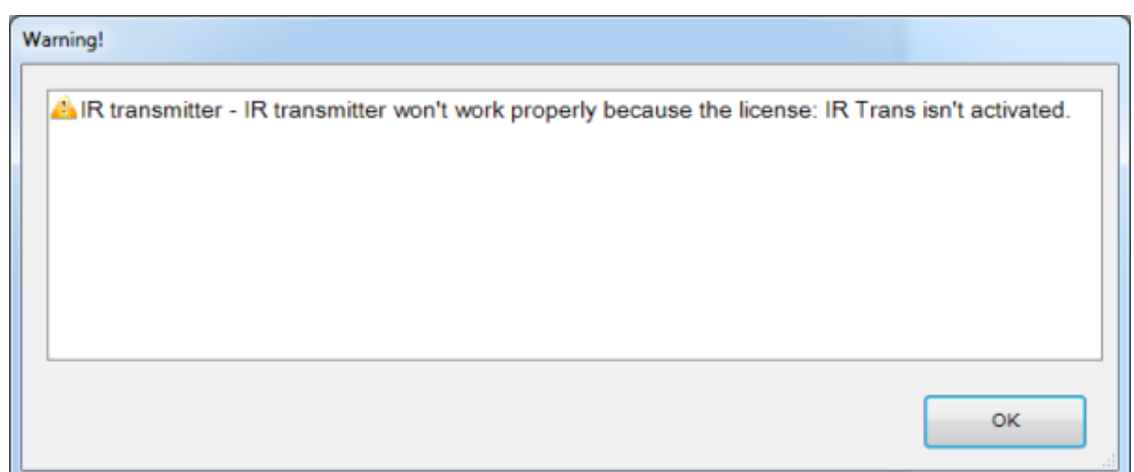 Warning!
IR transmitter - IR transmitter won't work properly because the license: IR Trans isn't activated.
OK